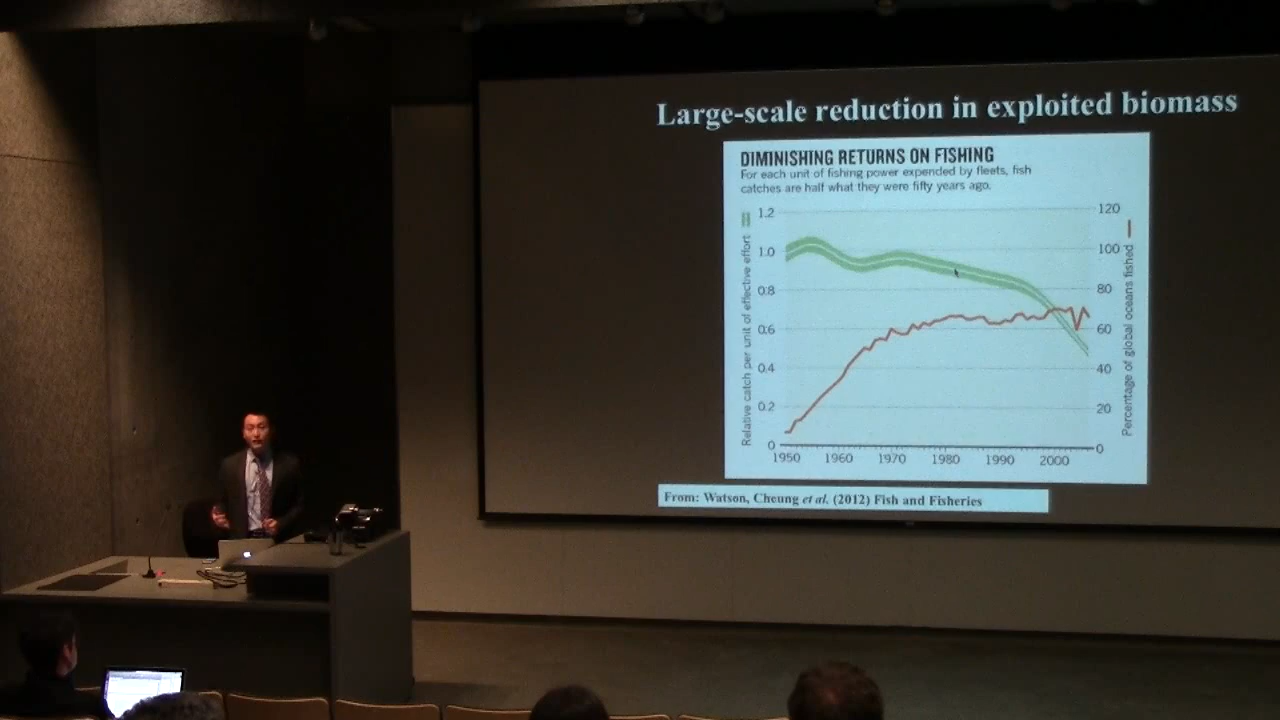 Large-scale reduction in exploited biomass
DIMINISHING RETURNS ON FISHING
For each unit of fishing power expended by fleets, fish
catches are half what they were fifty years ago.
Relative catch per unit of effective effort
1.2
1.0
0.8
0.6
0.4
0.2
0
120
100
80
60
40
20
0
Percentage of global oceans fished
1950 1960 1970 1980 1990 2000
From: Watson, Cheung et al. (2012) Fish and Fisheries